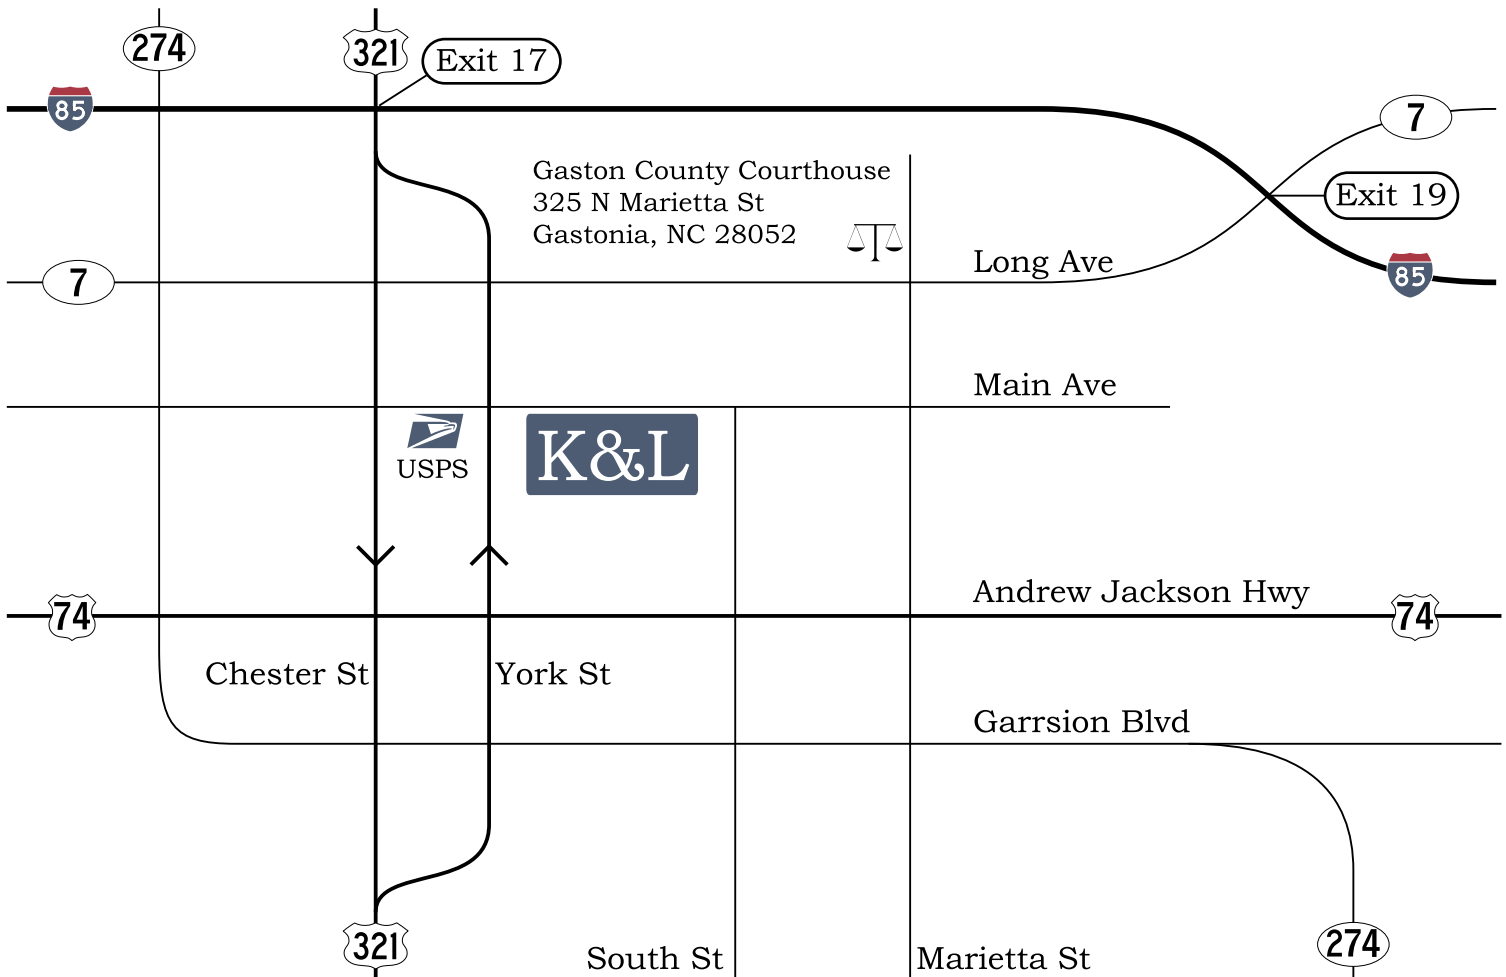 274
321
Exit 17
85
7
Exit 19
Gaston County Courthouse
325 N Marietta St
Gastonia, NC 28052
Long Ave
85
7
Main Ave
USPS
K&L
Andrew Jackson Hwy
74
74
Chester St
York St
Garrsion Blvd
321
South St
Marietta St
274